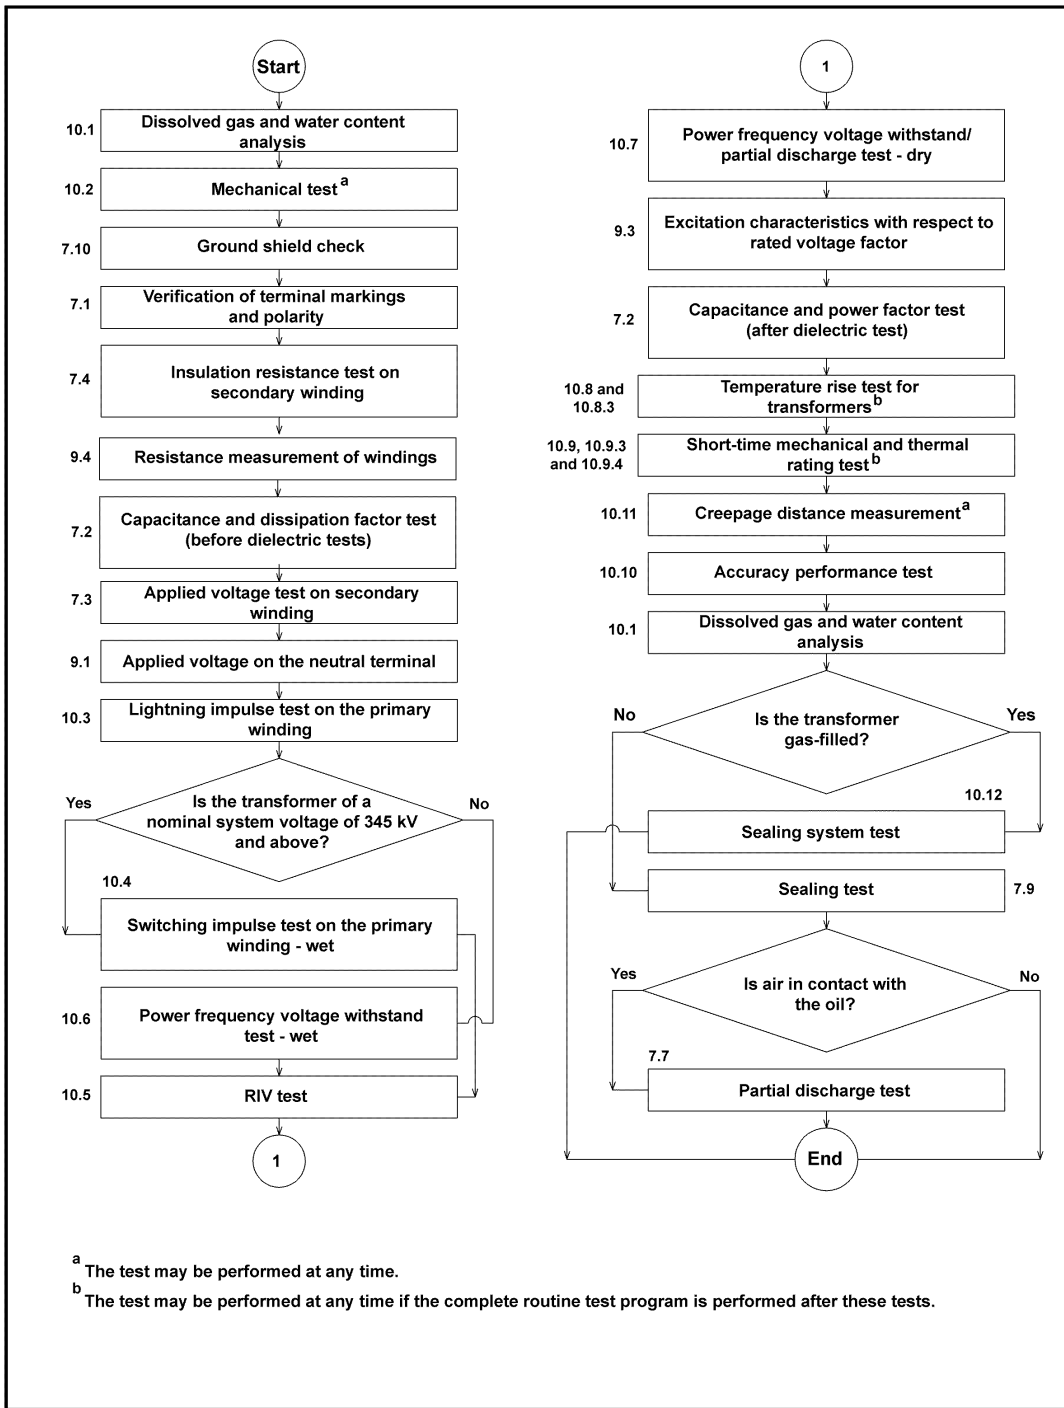 Start
10.1
Dissolved gas and water content
analysis
10.2
Mechanical test a
7.10
Ground shield check
7.1
Verification of terminal markings
and polarity
7.4
Insulation resistance test on
secondary winding
9.4
Resistance measurement of windings
7.2
Capacitance and dissipation factor test
(before dielectric tests)
7.3
Applied voltage test on secondary
winding
9.1
Applied voltage on the neutral terminal
10.3
Lightning impulse test on the primary
winding
Yes
Is the transformer of a
nominal system voltage of 345 kV
and above?
No
10.4
Switching impulse test on the primary
winding - wet
10.6
Power frequency voltage withstand
test - wet
10.5
RIV test
1
1
10.7
Power frequency voltage withstand/
partial discharge test - dry
9.3
Excitation characteristics with respect to
rated voltage factor
7.2
Capacitance and power factor test
(after dielectric test)
10.8 and
10.8.3
Temperature rise test for
transformers b
10.9, 10.9.3
and 10.9.4
Short-time mechanical and thermal
rating test b
10.11
Creepage distance measurement a
10.10
Accuracy performance test
10.1
Dissolved gas and water content
analysis
No
Is the transformer
gas-filled?
Yes
10.12
Sealing system test
Sealing test
7.9
Yes
Is air in contact with
the oil?
No
7.7
Partial discharge test
End
a The test may be performed at any time.
b The test may be performed at any time if the complete routine test program is performed after these tests.